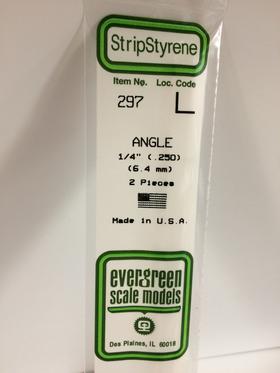 StripStyrene
Item No. Loc. Code
297 L
ANGLE
1/4" (.250)
(6.4 mm)
2 Pieces
Made in U.S.A.
evergreen
scale models
Des Plaines, IL 60018